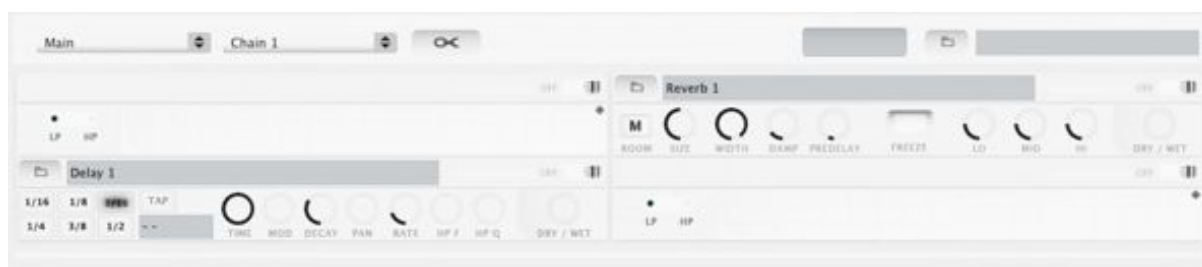 Main Chain 1
OFF
LP HP
Delay 1 OFF
1/16 1/8 TAP
1/4 3/8 1/2 --
TIME MOD DECAY PAN RATE HP F HP Q DRY / WET
Reverb 1 OFF
M
ROOM SIZE WIDTH DAMP PREDELAY FREEZE LO MID HI DRY / WET
OFF
LP HP